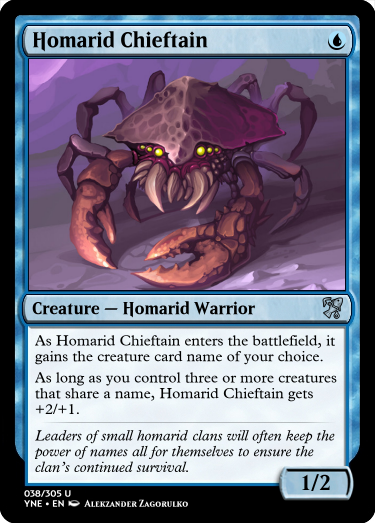 Homarid Chieftain
Creature — Homarid Warrior
As Homarid Chieftain enters the battlefield, it
gains the creature card name of your choice.
As long as you control three or more creatures
that share a name, Homarid Chieftain gets
+2/+1.
Leaders of small homarid clans will often keep the
power of names all for themselves to ensure the
clan's continued survival.
1/2
038/305 U
YNE • EN Alekzander Zagorulko